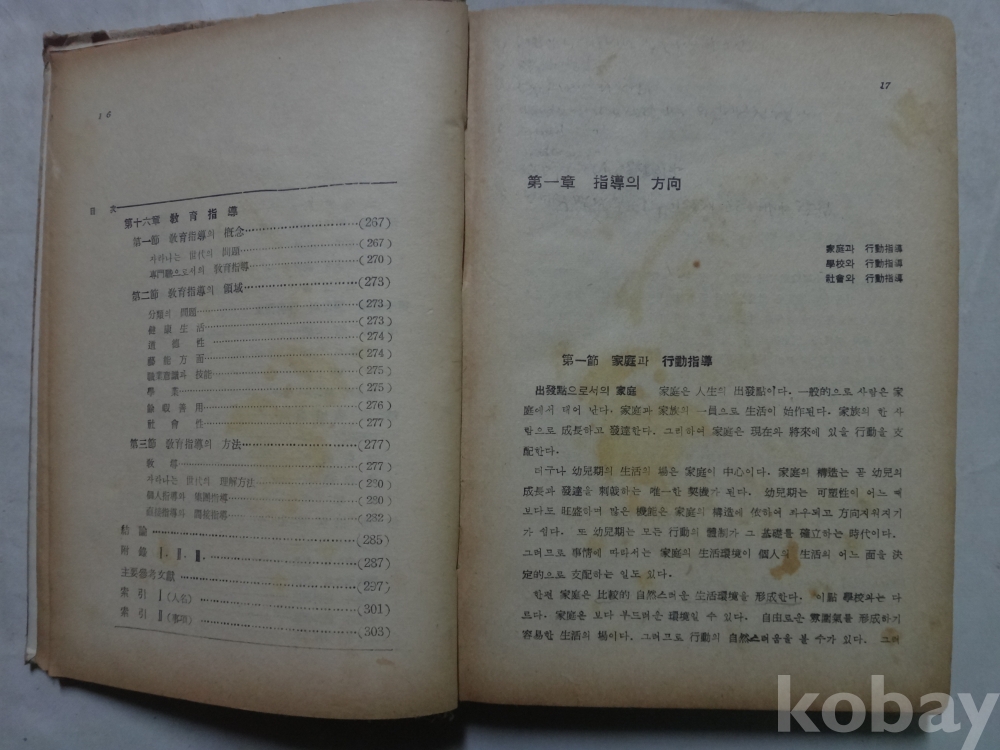 16
目 次
第十六章 敎育指導 (267)
第一節 敎育指導의 槪念 (267)
자라나는 世代의 問題 (267)
專門職으로서의 敎育指導 (270)
第二節 敎育指導의 領域 (273)
分類의 問題 (273)
健康生活 (273)
道德性 (274)
藝能方面 (274)
職業意識과 技能 (275)
學業 (275)
餘暇善用 (276)
社會性 (277)
第三節 敎育指導의 方法 (277)
敎導 (277)
자라나는 世代의 理解方法 (280)
個人指導와 集團指導 (280)
直接指導와 間接指導 (282)
結論 (285)
附錄 Ⅰ. Ⅱ. Ⅲ. (287)
主要參考文獻 (297)
索引 Ⅰ (人名) (301)
索引 Ⅱ (事項) (303)
17
第一章 指導의 方向
家庭과 行動指導
學校와 行動指導
社會와 行動指導
第一節 家庭과 行動指導
出發點으로서의 家庭 家庭은 人生의 出發點이다. 一般的으로 사람은 家
庭에서 태어 난다. 家庭과 家族의 一員으로 生活이 始作된다. 家族의 한 사
람으로 成長하고 發達한다. 그리하여 家庭은 現在와 將來에 있을 行動을 支
配한다.
더구나 幼兒期의 生活의 場은 家庭이 中心이다. 家庭의 構造는 곧 幼兒의
成長과 發達을 刺戟하는 唯一한 契機가 된다. 幼兒期는 可塑性이 어느 때
보다도 旺盛하며 많은 機能은 家庭의 構造에 依하여 좌우되고 方向지워지기
가 쉽다. 또 幼兒期는 모든 行動의 體制가 그 基礎를 確立하는 時代이다.
그러므로 事情에 따라서는 家庭의 生活環境이 個人의 生活의 어느 面을 決
定的으로 支配하는 일도 있다.
한편 家庭은 比較的 自然스러운 生活環境을 形成한다. 이點 學校와는 다
르다. 家庭은 보다 부드러운 環境일 수 있다. 自由로운 雰圍氣를 形成하기
容易한 生活의 場이다. 그러므로 行動의 自然스러움을 볼 수가 있다. 그러
kobay